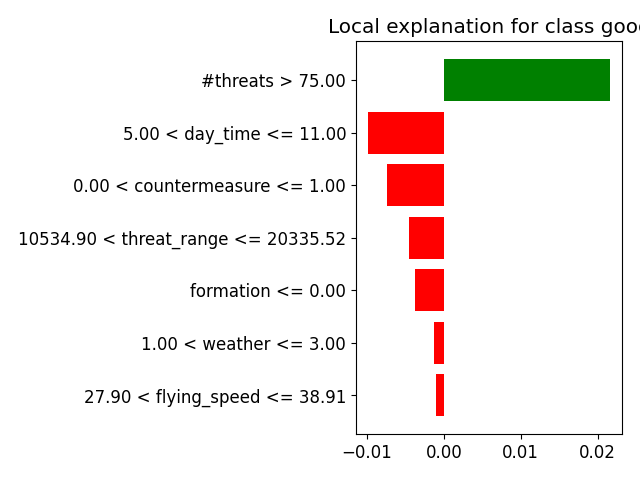 Local explanation for class good
#threats > 75.00
5.00 < day_time <= 11.00
0.00 < countermeasure <= 1.00
10534.90 < threat_range <= 20335.52
formation <= 0.00
1.00 < weather <= 3.00
27.90 < flying_speed <= 38.91
−0.01 0.00 0.01 0.02